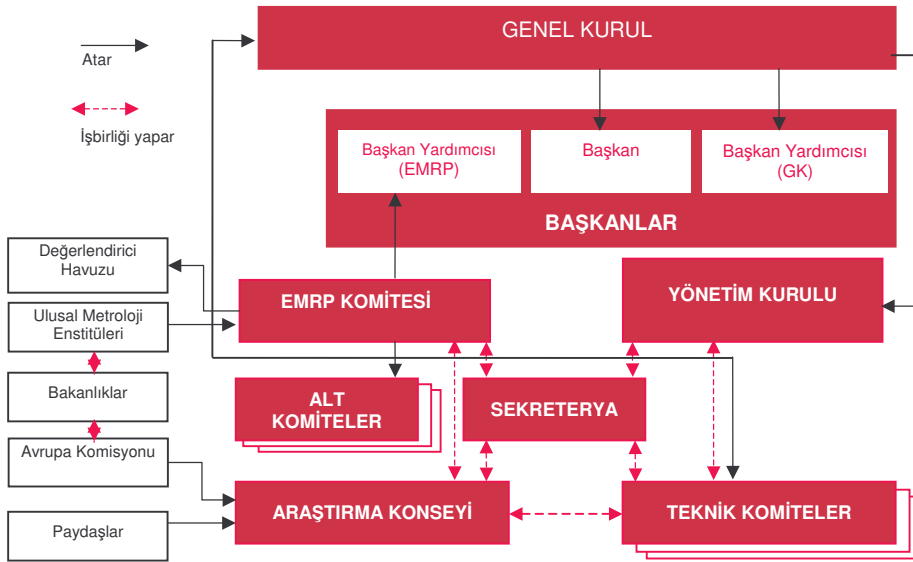 GENEL KURUL
Atar
İşbirliği yapar
Başkan Yardımcısı
(EMRP)
Başkan
Başkan Yardımcısı
(GK)
BAŞKANLAR
Değerlendirici
Havuzu
EMRP KOMİTESİ
YÖNETİM KURULU
Ulusal Metroloji
Enstitüleri
Bakanlıklar
ALT
KOMİTELER
SEKRETERYA
Avrupa Komisyonu
ARAŞTIRMA KONSEYİ
TEKNİK KOMİTELER
Paydaşlar